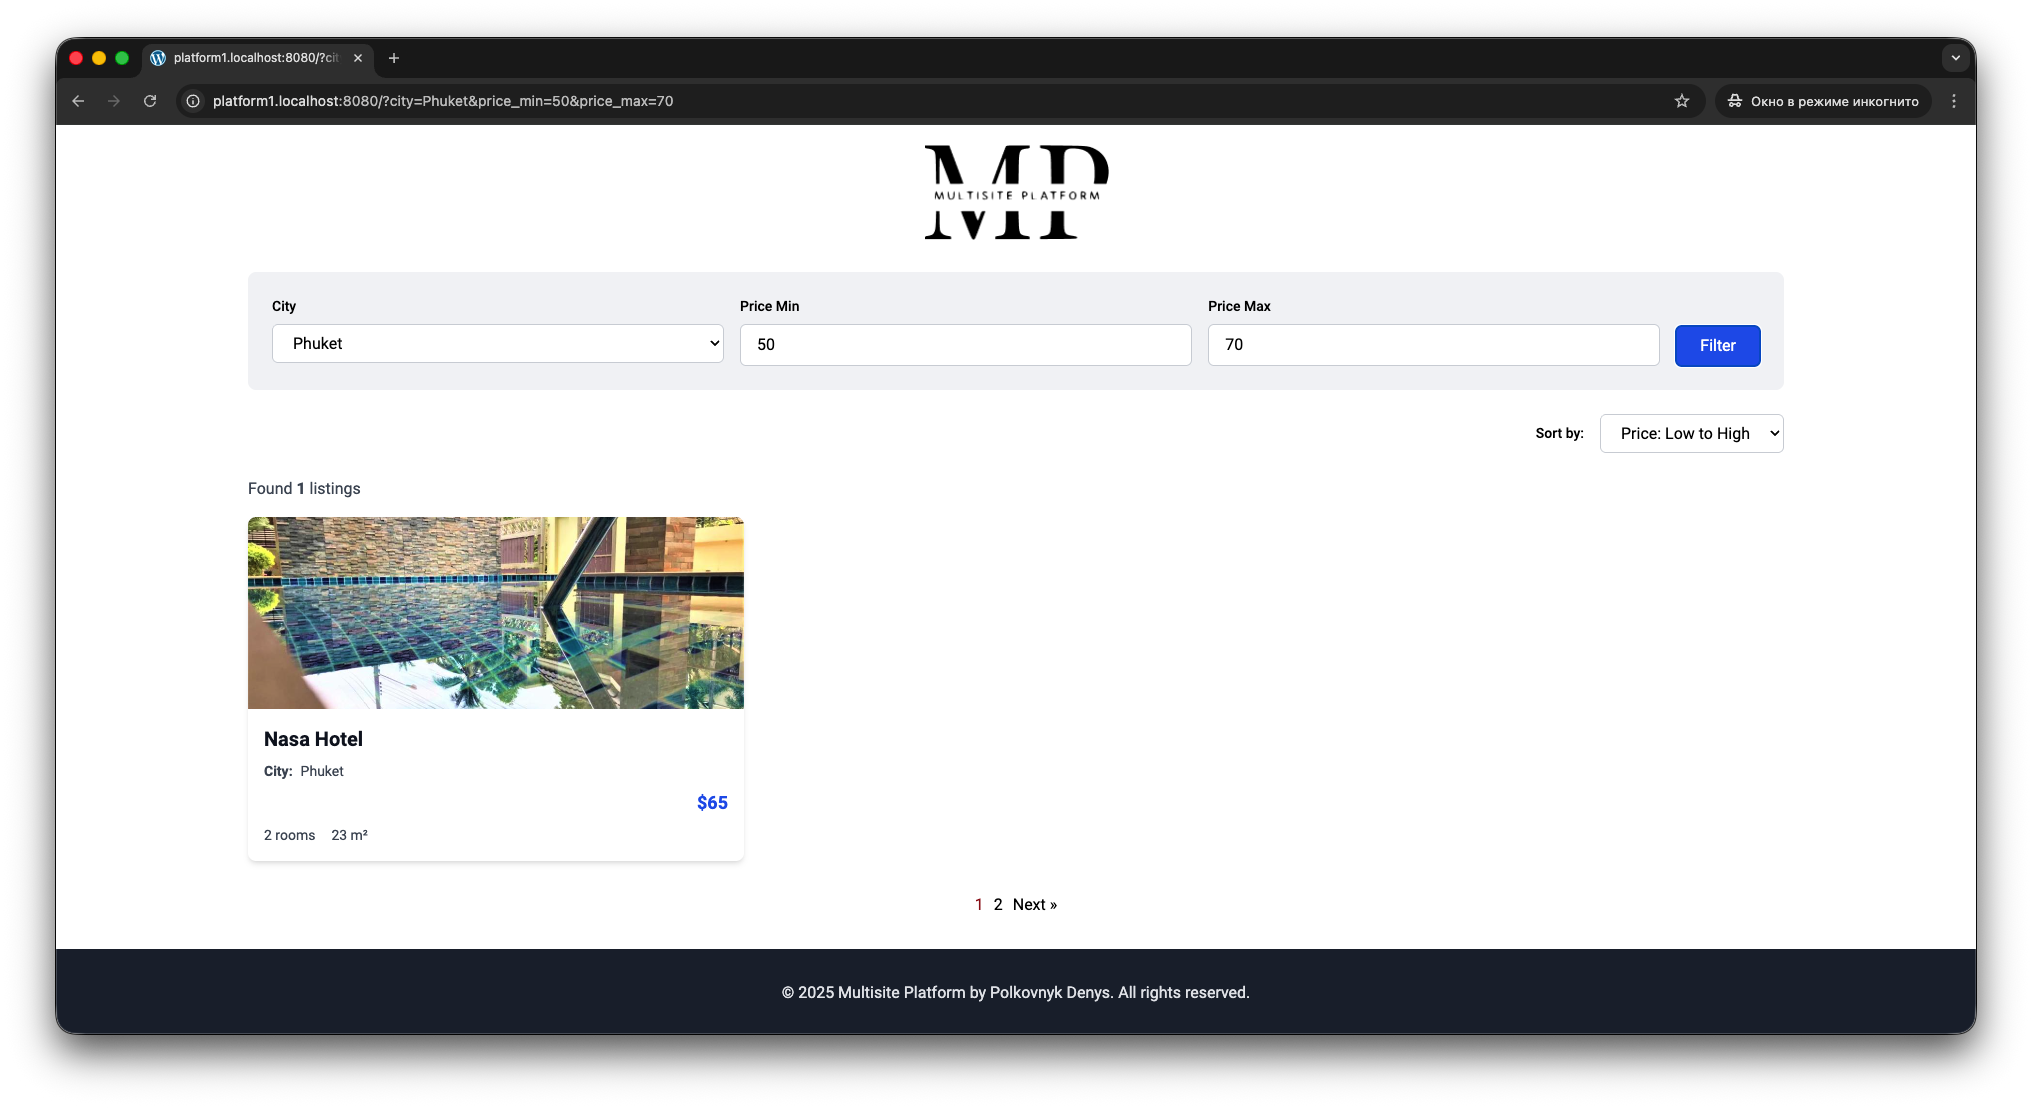 platform1.localhost:8080/?cit
platform1.localhost:8080/?city=Phuket&price_min=50&price_max=70
Окно в режиме инкогнито
MP
MULTISITE PLATFORM
City
Price Min
Price Max
Phuket
50
70
Filter
Sort by:
Price: Low to High
Found 1 listings
Nasa Hotel
City: Phuket
$65
2 rooms 23 m²
1 2 Next »
© 2025 Multisite Platform by Polkovnyk Denys. All rights reserved.